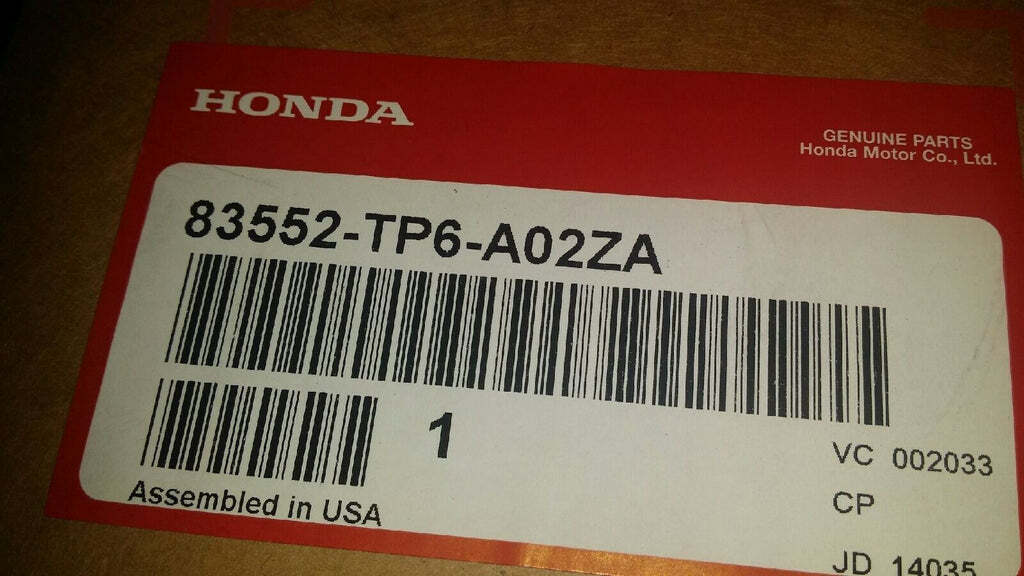 HONDA
GENUINE PARTS
Honda Motor Co., Ltd.
83552-TP6-A02ZA
1
VC 002033
Assembled in USA
CP
JD 14035